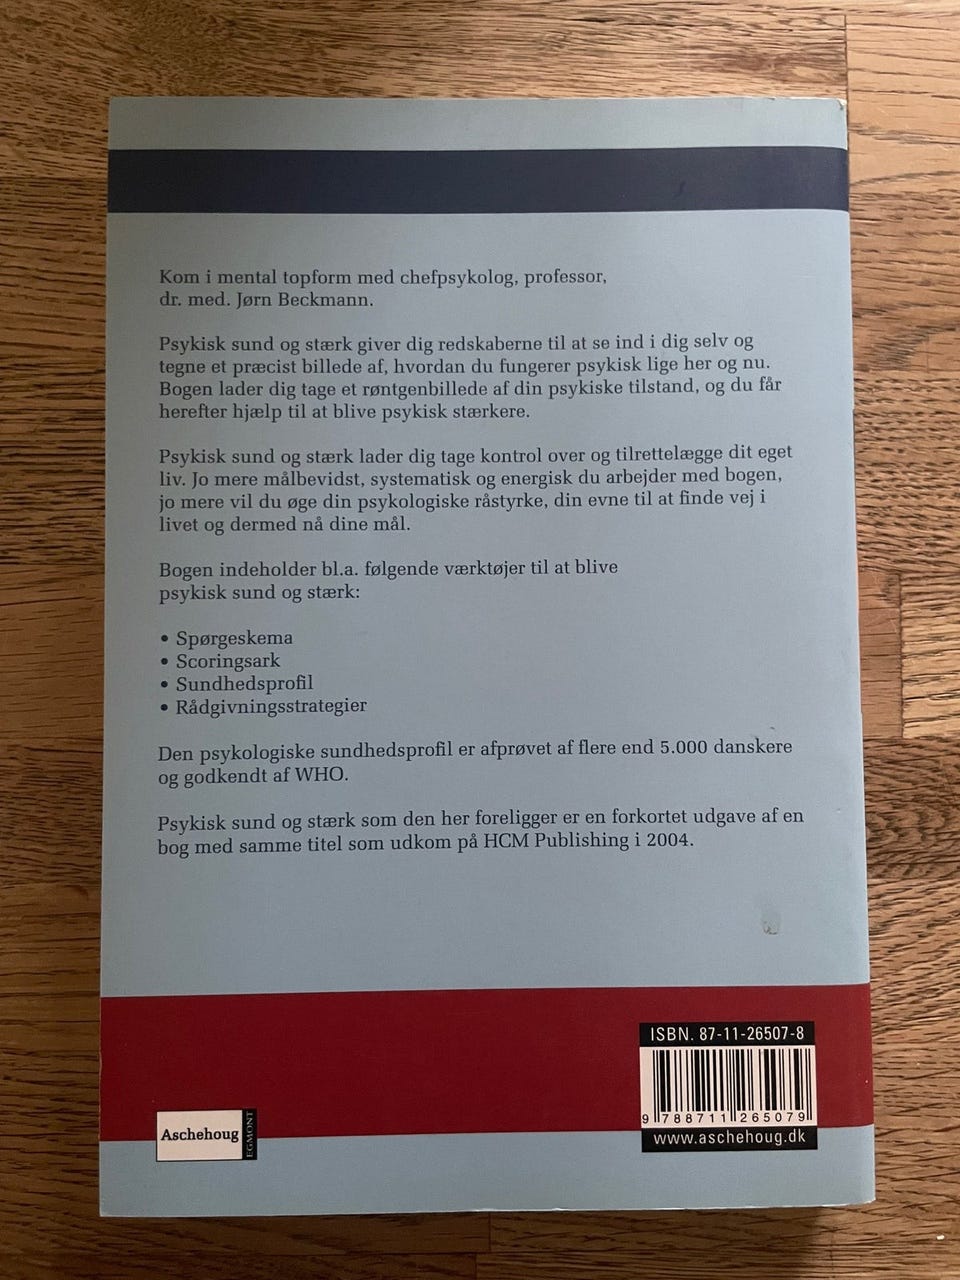 Kom i mental topform med chefpsykolog, professor,
dr. med. Jørn Beckmann.
Psykisk sund og stærk giver dig redskaberne til at se ind i dig selv og
tegne et præcist billede af, hvordan du fungerer psykisk lige her og nu.
Bogen lader dig tage et røntgenbillede af din psykiske tilstand, og du får
herefter hjælp til at blive psykisk stærkere.
Psykisk sund og stærk lader dig tage kontrol over og tilrettelægge dit eget
liv. Jo mere målbevidst, systematisk og energisk du arbejder med bogen,
jo mere vil du øge din psykologiske råstyrke, din evne til at finde vej i
livet og dermed nå dine mål.
Bogen indeholder bl.a. følgende værktøjer til at blive
psykisk sund og stærk:
• Spørgeskema
• Scoringsark
• Sundhedsprofil
• Rådgivningsstrategier
Den psykologiske sundhedsprofil er afprøvet af flere end 5.000 danskere
og godkendt af WHO.
Psykisk sund og stærk som den her foreligger er en forkortet udgave af en
bog med samme titel som udkom på HCM Publishing i 2004.
ISBN. 87-11-26507-8
9 788711 265079
www.aschehoug.dk
Aschehoug
EGMONT